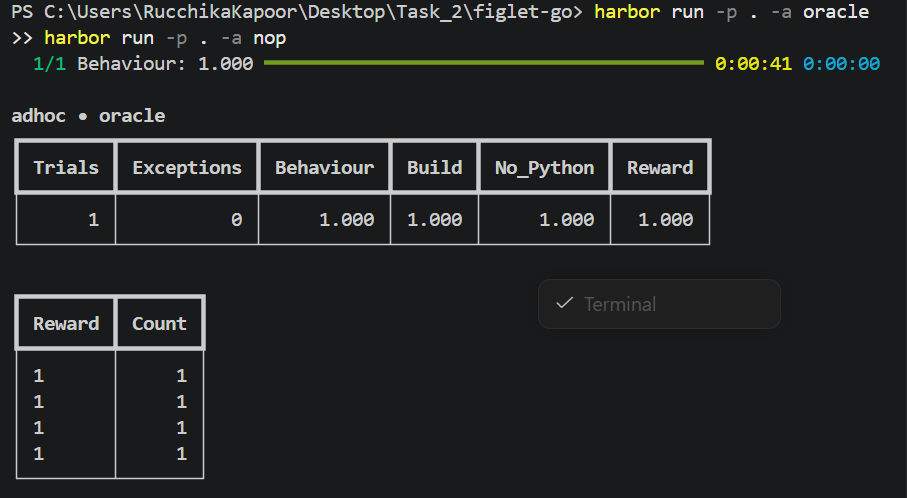 PS C:\Users\RucchikaKapoor\Desktop\Task_2\figlet-go> harbor run -p . -a oracle
>> harbor run -p . -a nop
1/1 Behaviour: 1.000 0:00:41 0:00:00
adhoc • oracle
Trials Exceptions Behaviour Build No_Python Reward
1 0 1.000 1.000 1.000 1.000
✓ Terminal
Reward Count
1 1
1 1
1 1
1 1